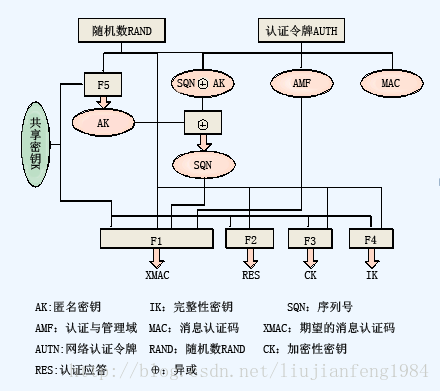 随机数RAND
认证令牌AUTH
F5
SQN ⊕ AK
AMF
MAC
共享密钥K
AK
⊕
SQN
F1
F2
F3
F4
XMAC
RES
CK
IK
AK:匿名密钥
IK: 完整性密钥
SQN: 序列号
AMF: 认证与管理域
MAC: 消息认证码
XMAC: 期望的消息认证码
AUTN:网络认证令牌
RAND: 随机数RAND
CK: 加密性密钥
RES:认证应答
⊕: 异或
http://blog.csdn.net/liujianfeng1984